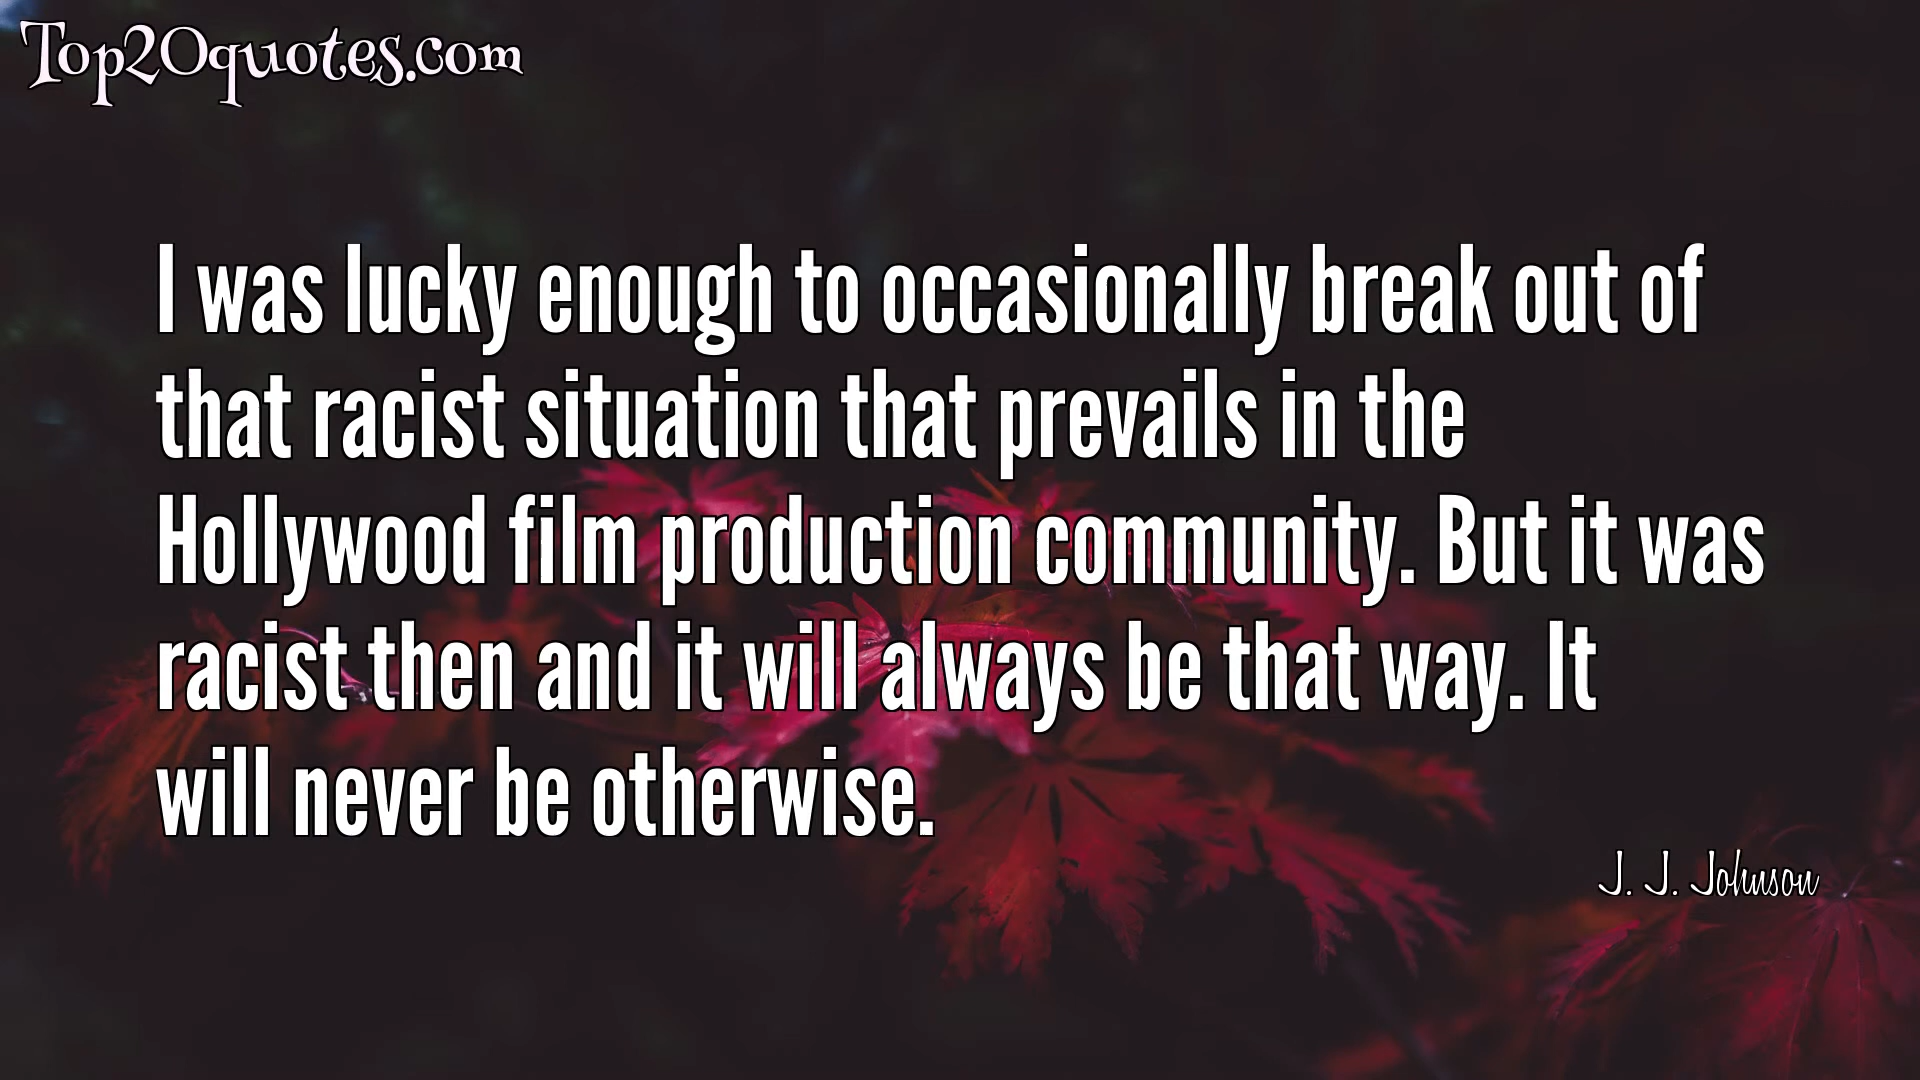 Top20quotes.com
I was lucky enough to occasionally break out of
that racist situation that prevails in the
Hollywood film production community. But it was
racist then and it will always be that way. It
will never be otherwise.
J. J. Johnson